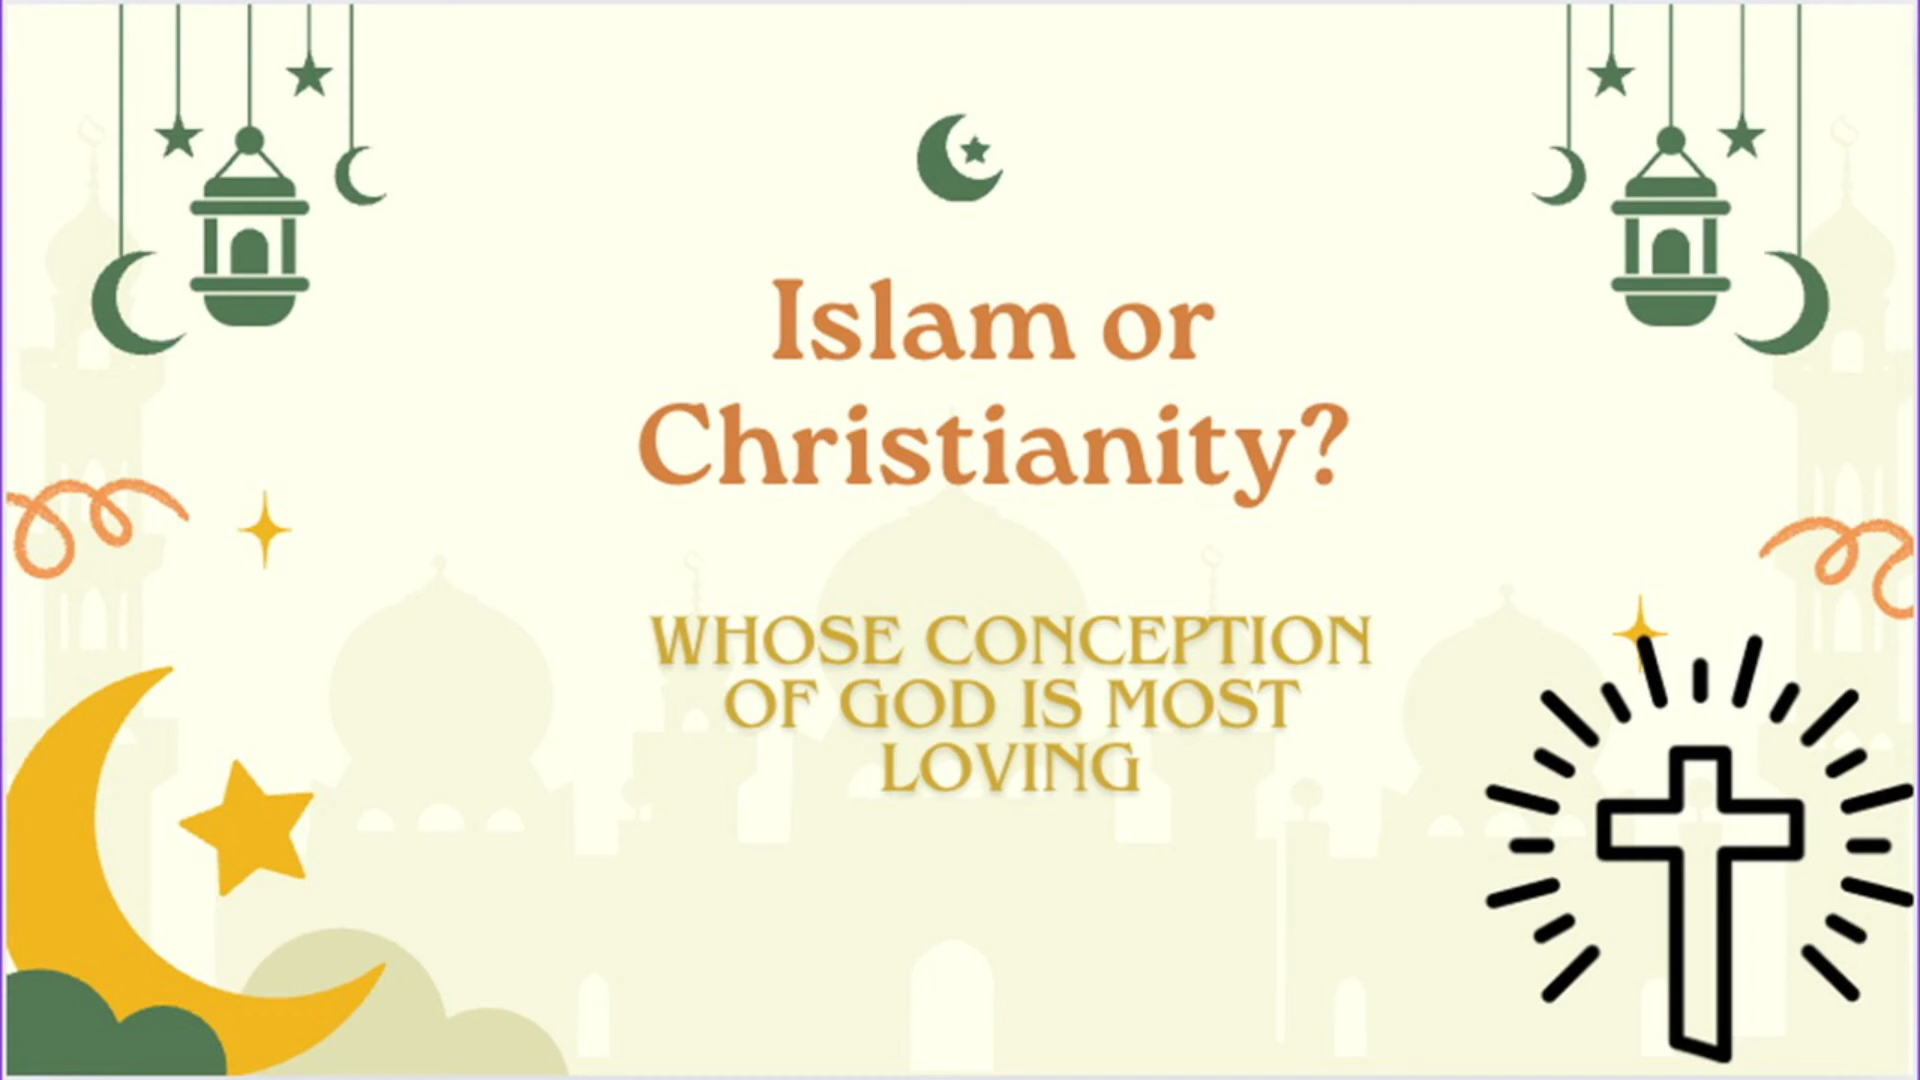 Islam or
Christianity?
WHOSE CONCEPTION
OF GOD IS MOST
LOVING